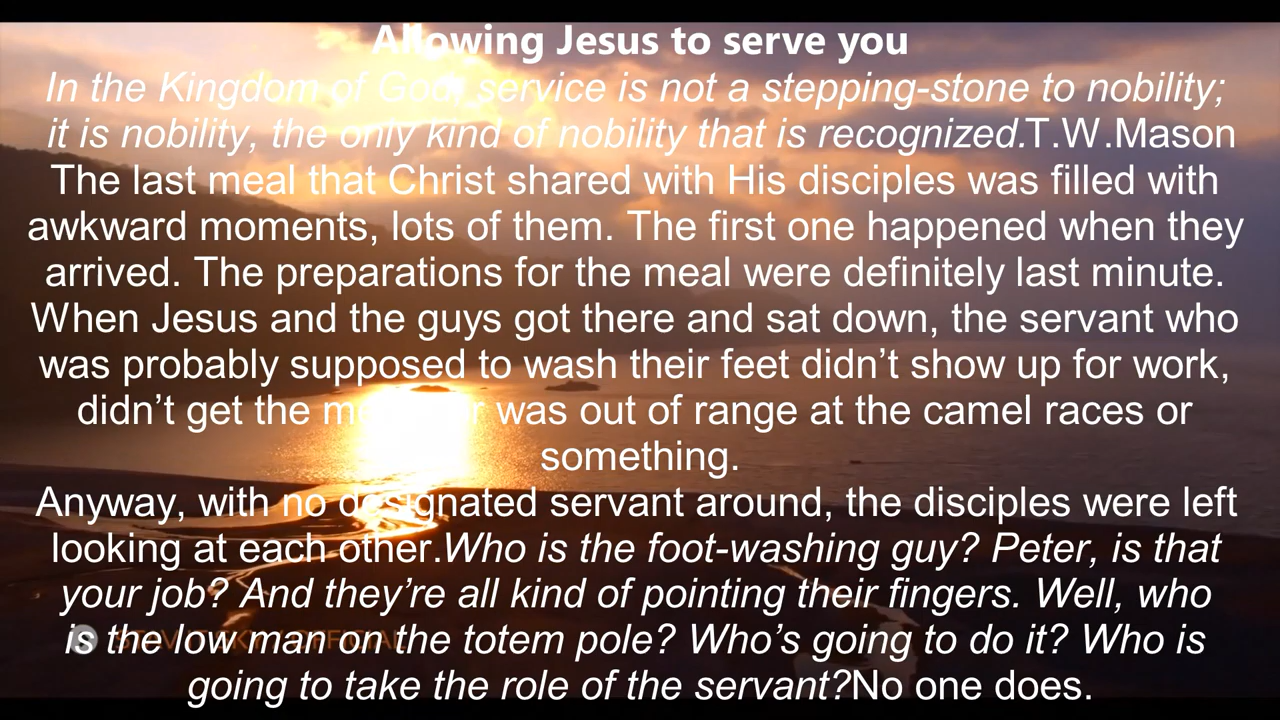 Allowing Jesus to serve you
In the Kingdom of God, service is not a stepping-stone to nobility;
it is nobility, the only kind of nobility that is recognized.T.W.Mason
The last meal that Christ shared with His disciples was filled with
awkward moments, lots of them. The first one happened when they
arrived. The preparations for the meal were definitely last minute.
When Jesus and the guys got there and sat down, the servant who
was probably supposed to wash their feet didn’t show up for work,
didn’t get the was out of range at the camel races or
something.
Anyway, with no designated servant around, the disciples were left
looking at each other.Who is the foot-washing guy? Peter, is that
your job? And they’re all kind of pointing their fingers. Well, who
is the low man on the totem pole? Who’s going to do it? Who is
going to take the role of the servant?No one does.